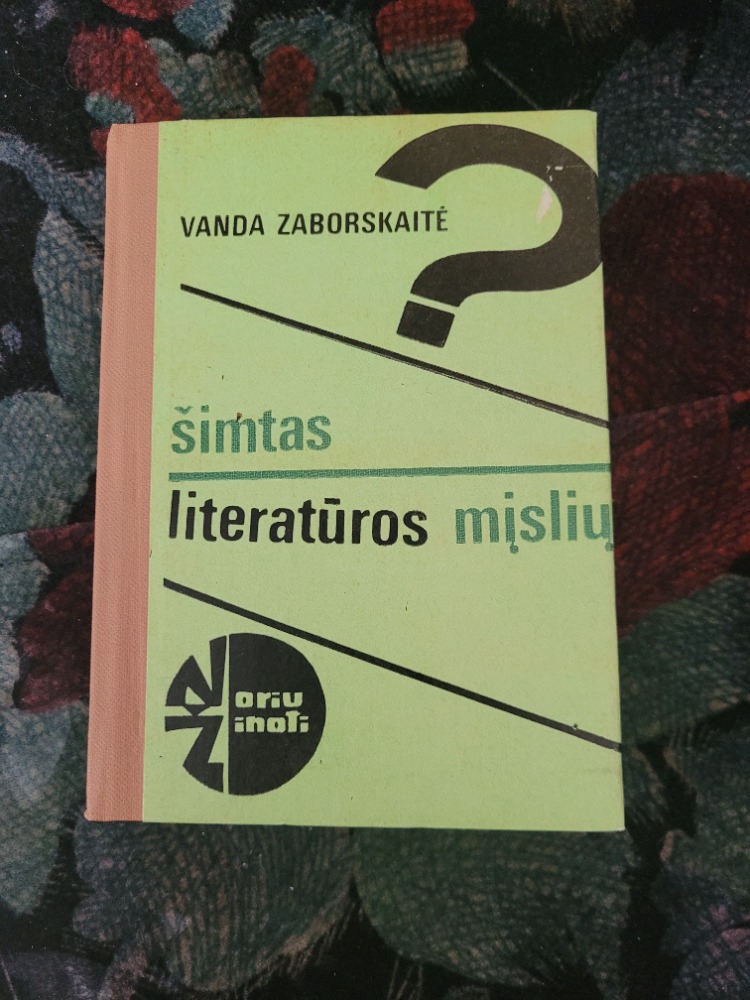 VANDA ZABORSKAITĖ
?
šimtas
literatūros mįslių
Noriu
Žinoti